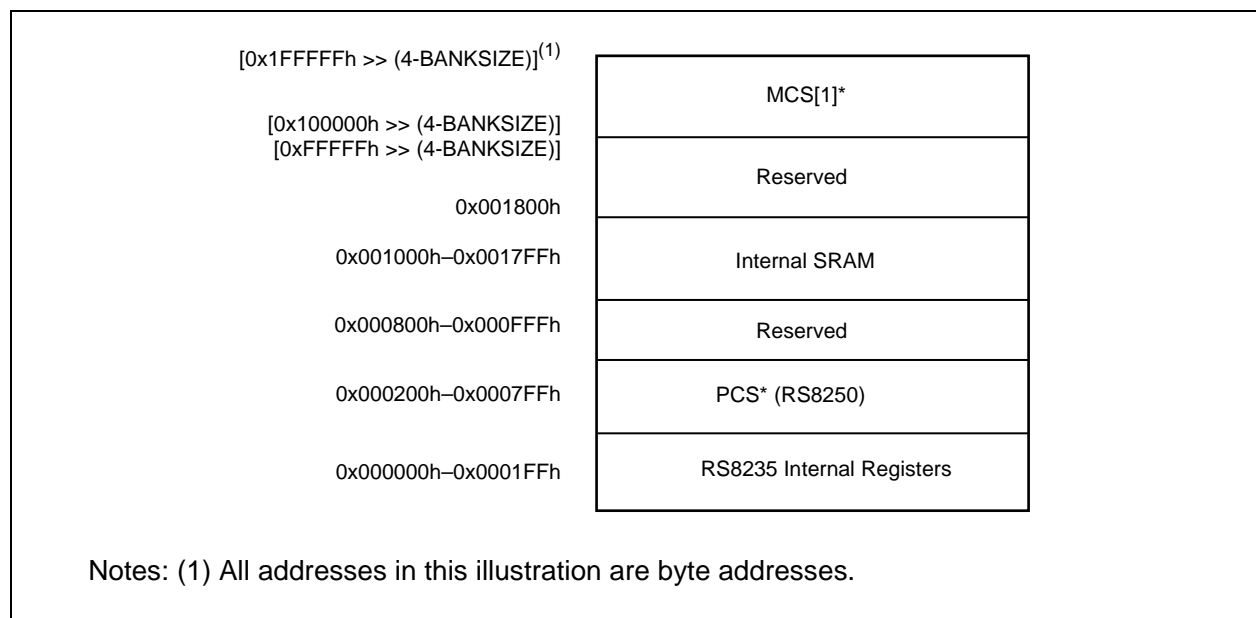 [0x1FFFFFh >> (4-BANKSIZE)](1)
MCS[1]*
[0x100000h >> (4-BANKSIZE)]
[0xFFFFFh >> (4-BANKSIZE)]
Reserved
0x001800h
0x001000h–0x0017FFh
Internal SRAM
0x000800h–0x000FFFh
Reserved
0x000200h–0x0007FFh
PCS* (RS8250)
0x000000h–0x0001FFh
RS8235 Internal Registers
Notes: (1) All addresses in this illustration are byte addresses.